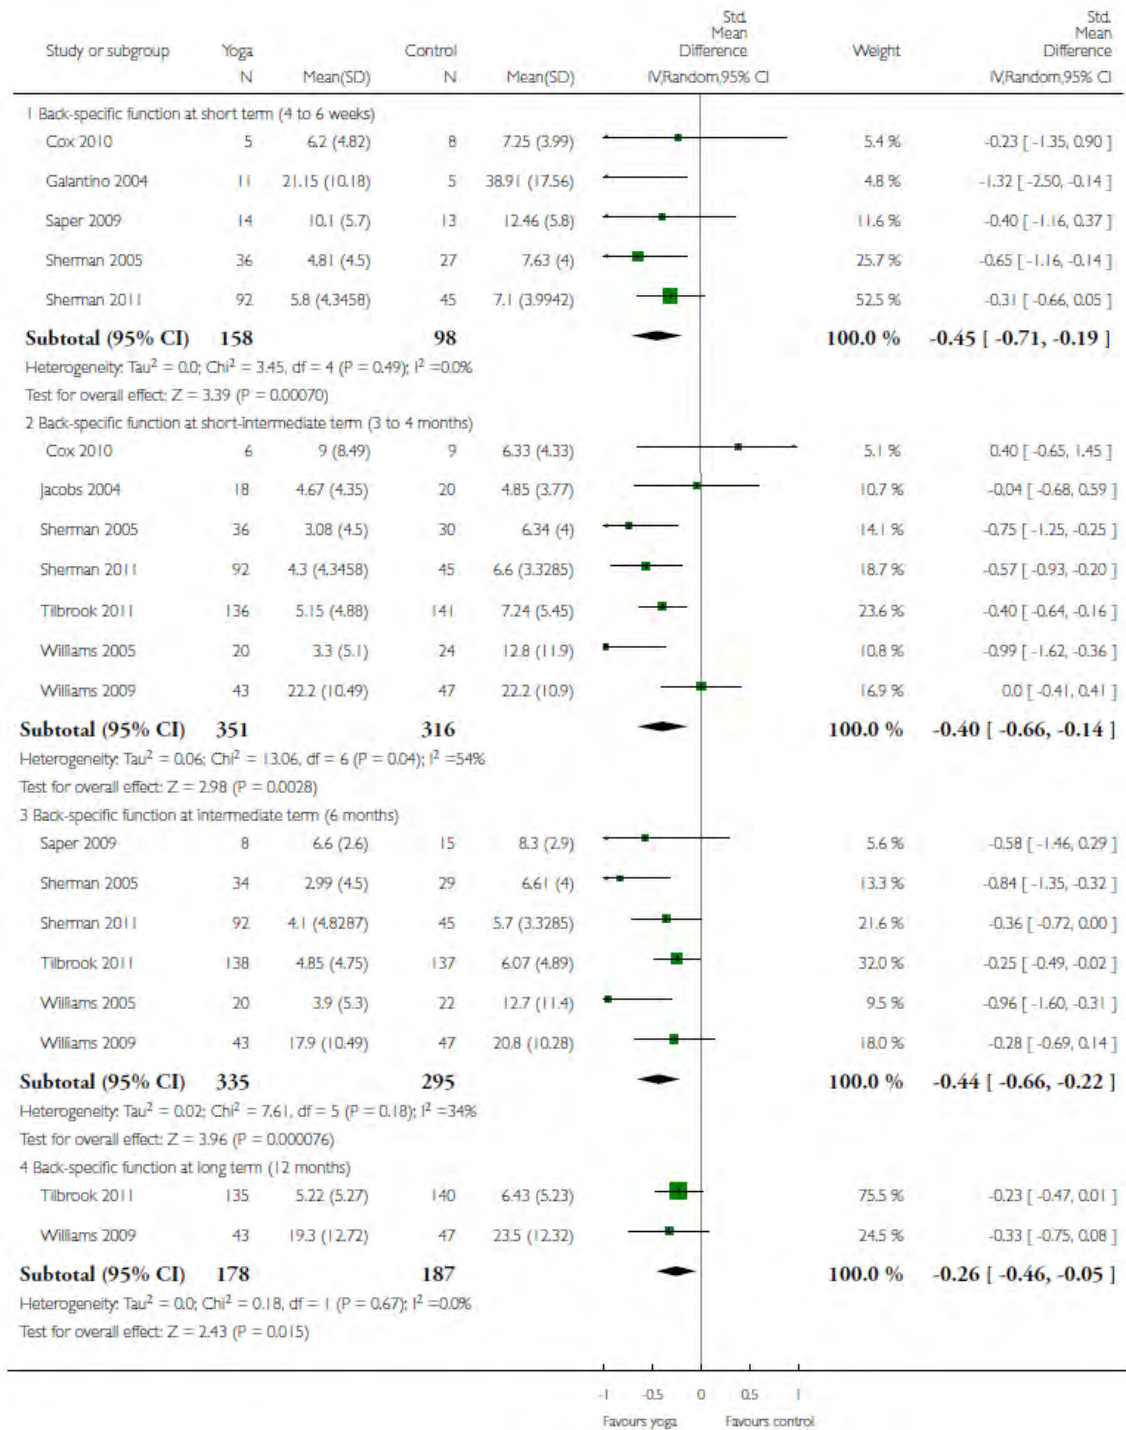 Std.
Mean
Difference
Std.
Mean
Difference
Study or subgroup Yoga Control Weight
N Mean(SD) N Mean(SD) IV,Random,95% CI IV,Random,95% CI
1 Back-specific function at short term (4 to 6 weeks)
Cox 2010 5 6.2 (4.82) 8 7.25 (3.99) 5.4 % -0.23 [ -1.35, 0.90 ]
Galantino 2004 11 21.15 (10.18) 5 38.91 (17.56) 4.8 % -1.32 [ -2.50, -0.14 ]
Saper 2009 14 10.1 (5.7) 13 12.46 (5.8) 11.6 % -0.40 [ -1.16, 0.37 ]
Sherman 2005 36 4.81 (4.5) 27 7.63 (4) 25.7 % -0.65 [ -1.16, -0.14 ]
Sherman 2011 92 5.8 (4.3458) 45 7.1 (3.9942) 52.5 % -0.31 [ -0.66, 0.05 ]
Subtotal (95% CI) 158 98 100.0 % -0.45 [ -0.71, -0.19 ]
Heterogeneity: Tau² = 0.0; Chi² = 3.45, df = 4 (P = 0.49); I² =0.0%
Test for overall effect: Z = 3.39 (P = 0.00070)
2 Back-specific function at short-intermediate term (3 to 4 months)
Cox 2010 6 9 (8.49) 9 6.33 (4.33) 5.1 % 0.40 [ -0.65, 1.45 ]
Jacobs 2004 18 4.67 (4.35) 20 4.85 (3.77) 10.7 % -0.04 [ -0.68, 0.59 ]
Sherman 2005 36 3.08 (4.5) 30 6.34 (4) 14.1 % -0.75 [ -1.25, -0.25 ]
Sherman 2011 92 4.3 (4.3458) 45 6.6 (3.3285) 18.7 % -0.57 [ -0.93, -0.20 ]
Tilbrook 2011 136 5.15 (4.88) 141 7.24 (5.45) 23.6 % -0.40 [ -0.64, -0.16 ]
Williams 2005 20 3.3 (5.1) 24 12.8 (11.9) 10.8 % -0.99 [ -1.62, -0.36 ]
Williams 2009 43 22.2 (10.49) 47 22.2 (10.9) 16.9 % 0.0 [ -0.41, 0.41 ]
Subtotal (95% CI) 351 316 100.0 % -0.40 [ -0.66, -0.14 ]
Heterogeneity: Tau² = 0.06; Chi² = 13.06, df = 6 (P = 0.04); I² =54%
Test for overall effect: Z = 2.98 (P = 0.0028)
3 Back-specific function at intermediate term (6 months)
Saper 2009 8 6.6 (2.6) 15 8.3 (2.9) 5.6 % -0.58 [ -1.46, 0.29 ]
Sherman 2005 34 2.99 (4.5) 29 6.61 (4) 13.3 % -0.84 [ -1.35, -0.32 ]
Sherman 2011 92 4.1 (4.8287) 45 5.7 (3.3285) 21.6 % -0.36 [ -0.72, 0.00 ]
Tilbrook 2011 138 4.85 (4.75) 137 6.07 (4.89) 32.0 % -0.25 [ -0.49, -0.02 ]
Williams 2005 20 3.9 (5.3) 22 12.7 (11.4) 9.5 % -0.96 [ -1.60, -0.31 ]
Williams 2009 43 17.9 (10.49) 47 20.8 (10.28) 18.0 % -0.28 [ -0.69, 0.14 ]
Subtotal (95% CI) 335 295 100.0 % -0.44 [ -0.66, -0.22 ]
Heterogeneity: Tau² = 0.02; Chi² = 7.61, df = 5 (P = 0.18); I² =34%
Test for overall effect: Z = 3.96 (P = 0.000076)
4 Back-specific function at long term (12 months)
Tilbrook 2011 135 5.22 (5.27) 140 6.43 (5.23) 75.5 % -0.23 [ -0.47, 0.01 ]
Williams 2009 43 19.3 (12.72) 47 23.5 (12.32) 24.5 % -0.33 [ -0.75, 0.08 ]
Subtotal (95% CI) 178 187 100.0 % -0.26 [ -0.46, -0.05 ]
Heterogeneity: Tau² = 0.0; Chi² = 0.18, df = 1 (P = 0.67); I² =0.0%
Test for overall effect: Z = 2.43 (P = 0.015)
-1 -0.5 0 0.5 1
Favours yoga Favours control